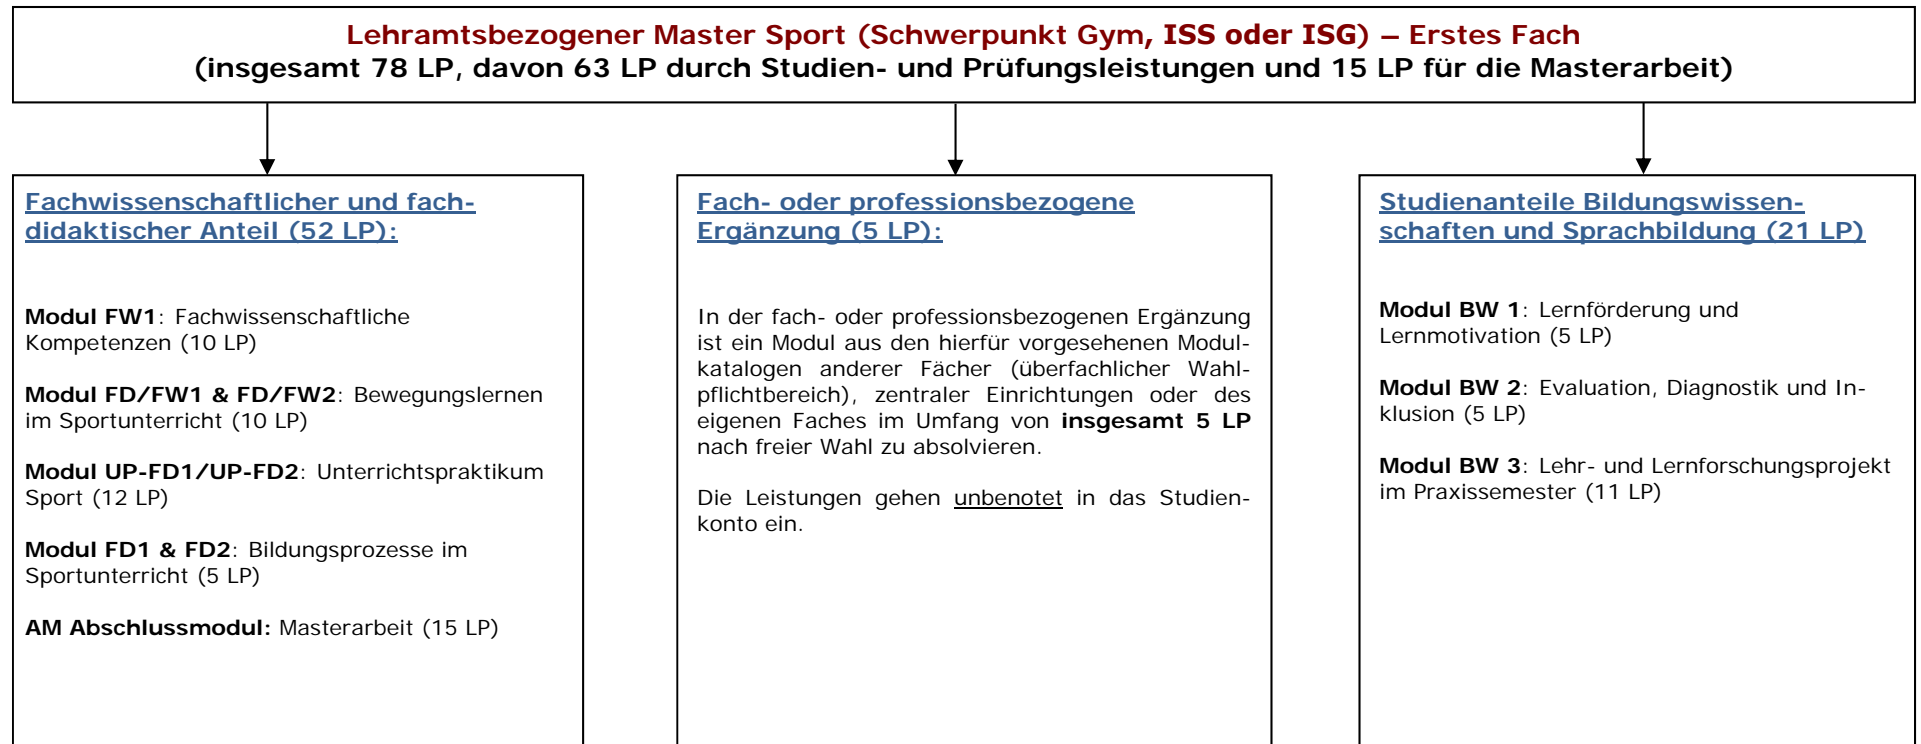 Lehramtsbezogener Master Sport (Schwerpunkt Gym, ISS oder ISG) – Erstes Fach
(insgesamt 78 LP, davon 63 LP durch Studien- und Prüfungsleistungen und 15 LP für die Masterarbeit)
Fachwissenschaftlicher und fach-
didaktischer Anteil (52 LP):
Modul FW1: Fachwissenschaftliche
Kompetenzen (10 LP)
Modul FD/FW1 & FD/FW2: Bewegungslernen
im Sportunterricht (10 LP)
Modul UP-FD1/UP-FD2: Unterrichtspraktikum
Sport (12 LP)
Modul FD1 & FD2: Bildungsprozesse im
Sportunterricht (5 LP)
AM Abschlussmodul: Masterarbeit (15 LP)
Fach- oder professionsbezogene
Ergänzung (5 LP):
In der fach- oder professionsbezogenen Ergänzung
ist ein Modul aus den hierfür vorgesehenen Modul-
katalogen anderer Fächer (überfachlicher Wahl-
pflichtbereich), zentraler Einrichtungen oder des
eigenen Faches im Umfang von insgesamt 5 LP
nach freier Wahl zu absolvieren.
Die Leistungen gehen unbenotet in das Studien-
konto ein.
Studienanteile Bildungswissen-
schaften und Sprachbildung (21 LP)
Modul BW 1: Lernförderung und
Lernmotivation (5 LP)
Modul BW 2: Evaluation, Diagnostik und In-
klusion (5 LP)
Modul BW 3: Lehr- und Lernforschungsprojekt
im Praxissemester (11 LP)